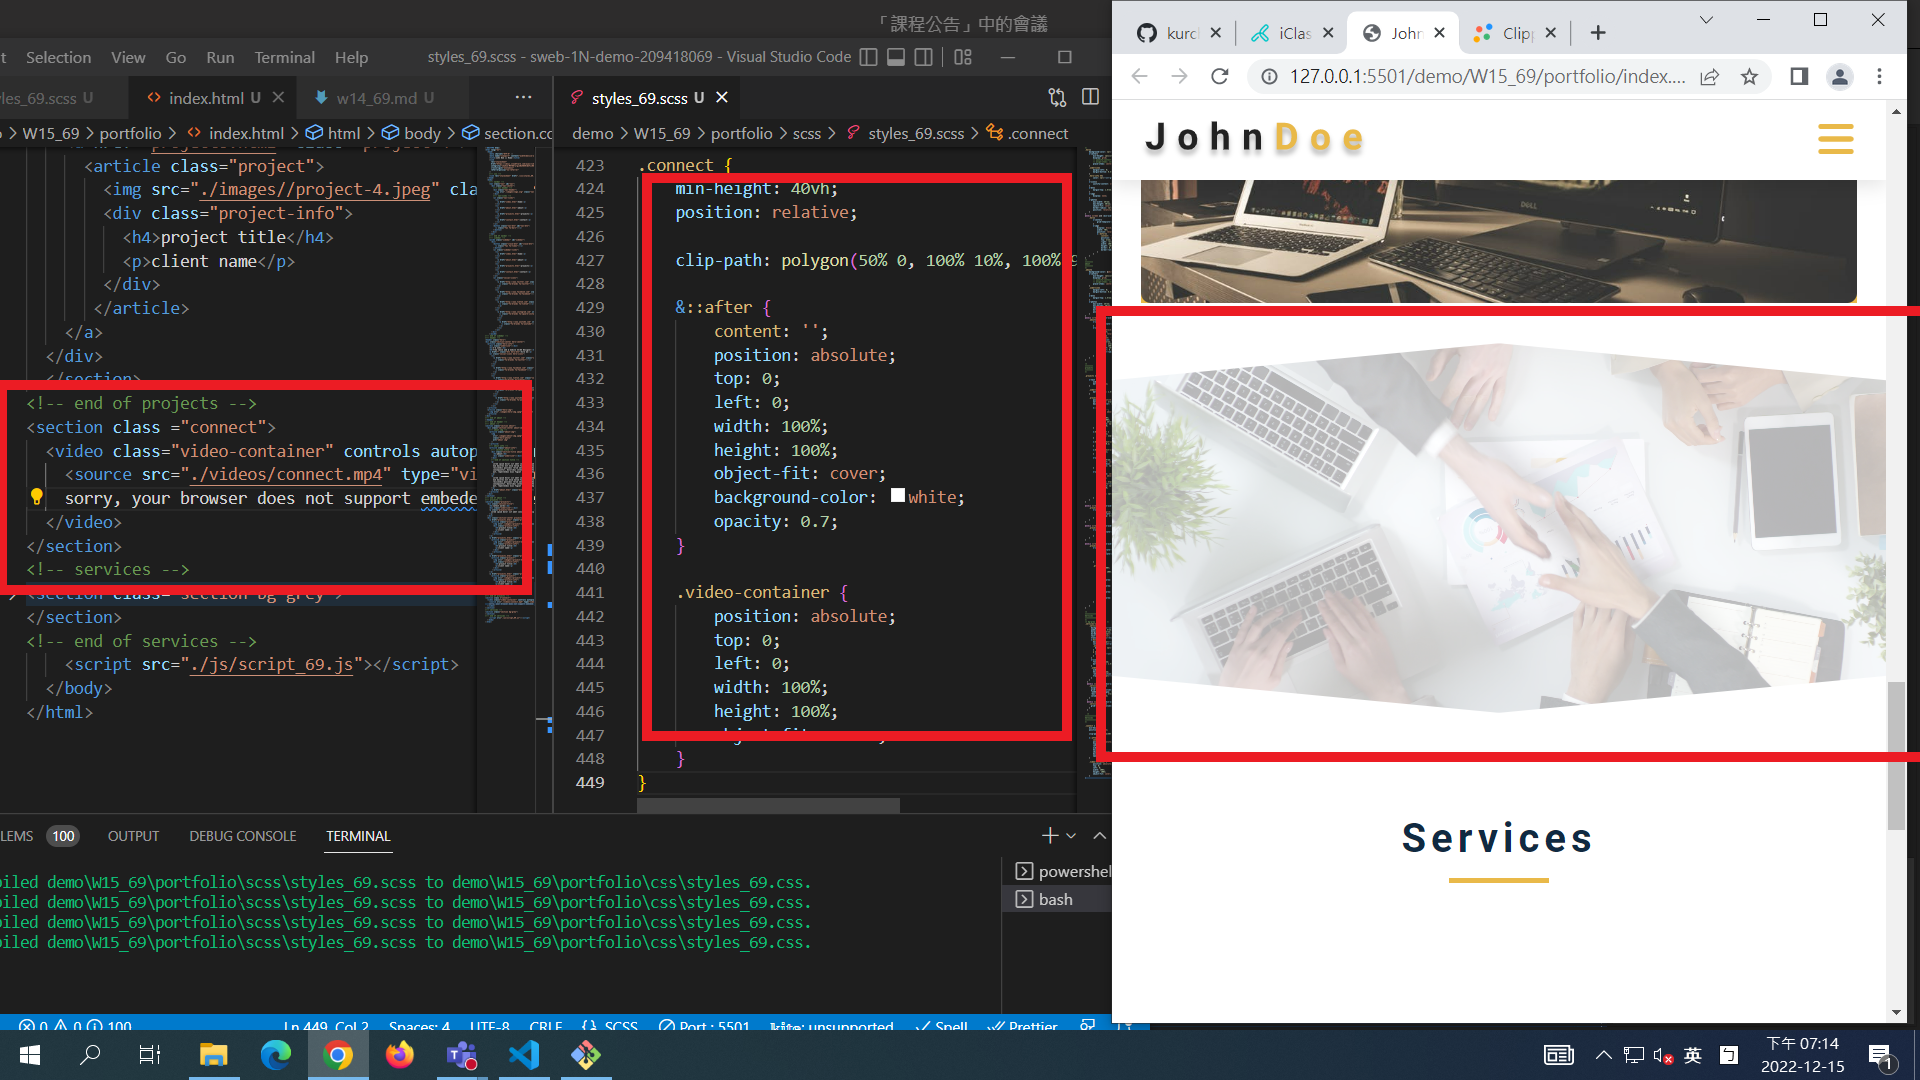 「課程公告」中的會議
Selection View Go Run Terminal Help
styles_69.scss - sweb-1N-demo-209418069 - Visual Studio Code
les_69.scss U
index.html U
w14_69.md U
styles_69.scss U
W15_69 > portfolio > index.html > html > body > section.co
demo > W15_69 > portfolio > scss > styles_69.scss > .connect
<article class="project">
<img src="./images//project-4.jpeg" cla
<div class="project-info">
<h4>project title</h4>
<p>client name</p>
</div>
</article>
</a>
</div>
</section>
<!-- end of projects -->
<section class ="connect">
<video class="video-container" controls autop
<source src="./videos/connect.mp4" type="vi
sorry, your browser does not support embede
</video>
</section>
<!-- services -->
<section class="section bg-grey">
</section>
<!-- end of services -->
<script src="./js/script_69.js"></script>
</body>
</html>
423 .connect {
424 min-height: 40vh;
425 position: relative;
426
427 clip-path: polygon(50% 0, 100% 10%, 100%
428
429 &::after {
430 content: '';
431 position: absolute;
432 top: 0;
433 left: 0;
434 width: 100%;
435 height: 100%;
436 object-fit: cover;
437 background-color: white;
438 opacity: 0.7;
439 }
440
441 .video-container {
442 position: absolute;
443 top: 0;
444 left: 0;
445 width: 100%;
446 height: 100%;
447
448 }
449 }
LEMS 100 OUTPUT DEBUG CONSOLE TERMINAL
piled demo\W15_69\portfolio\scss\styles_69.scss to demo\W15_69\portfolio\css\styles_69.css.
piled demo\W15_69\portfolio\scss\styles_69.scss to demo\W15_69\portfolio\css\styles_69.css.
piled demo\W15_69\portfolio\scss\styles_69.scss to demo\W15_69\portfolio\css\styles_69.css.
piled demo\W15_69\portfolio\scss\styles_69.scss to demo\W15_69\portfolio\css\styles_69.css.
powershel
bash
0 0 100 Ln 449, Col 2 Spaces: 4 UTF-8 CRLF {} SCSS Port : 5501 kite: unsupported Spell Prettier
kurc
iClas
John
Clipp
127.0.0.1:5501/demo/W15_69/portfolio/index....
JohnDoe
DELL
Services
英
下午 07:14
2022-12-15
1